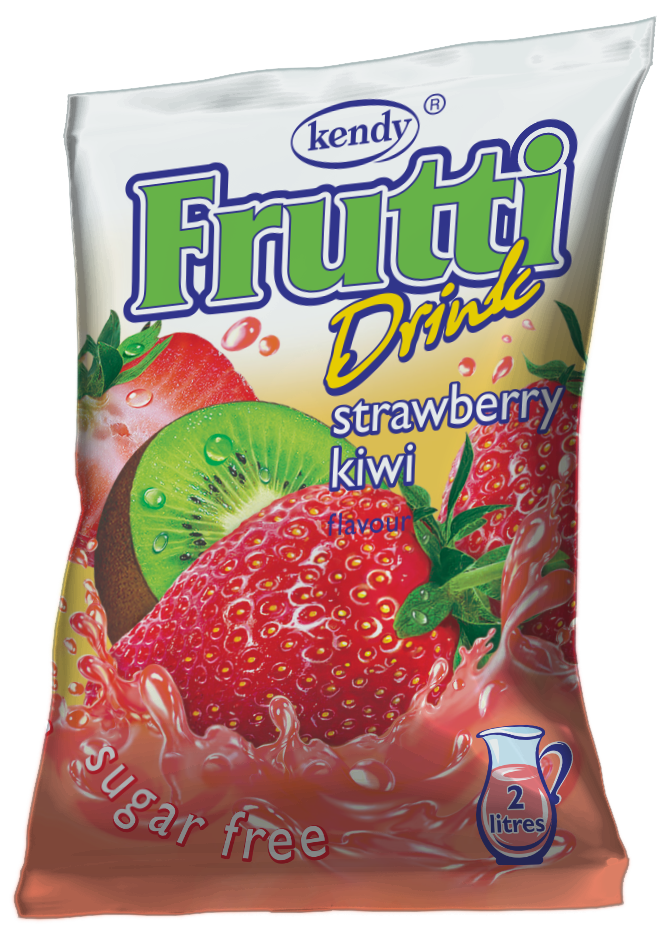 kendy ®
Frutti
Drink
strawberry
kiwi
flavour
sugar free
2
litres